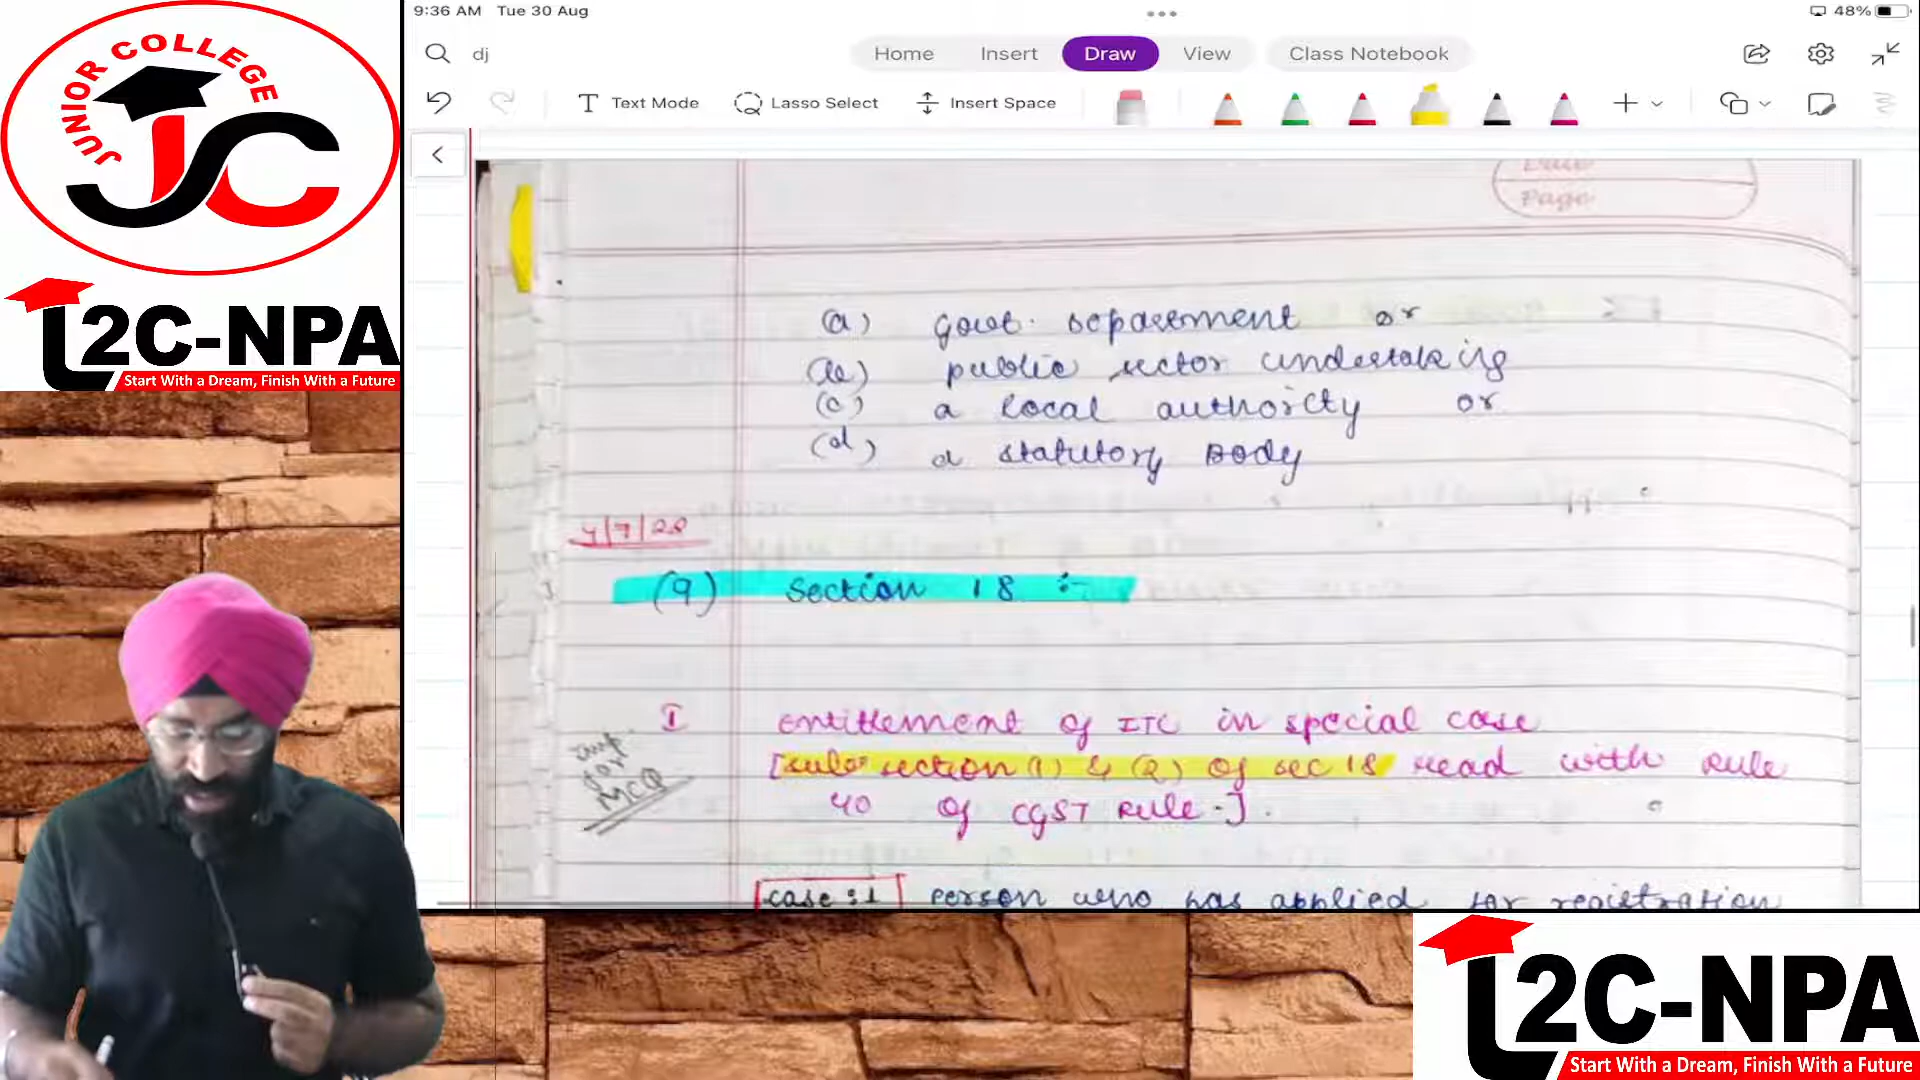 9:36 AM Tue 30 Aug
48%
dj
Home Insert Draw View Class Notebook
Text Mode Lasso Select Insert Space
JUNIOR COLLEGE
JC
L2C-NPA
Start With a Dream, Finish With a Future
Date
Page
(a) Govt. Department or
(b) public sector undertaking
(c) a local authority or
(d) a statutory Body
4/7/22
(9) Section 18 :-
I Entitlement of ITC in special case
[sub section (1) & (2) of sec 18 read with Rule
40 of CGST Rule.].
Imp.
for
MCQ
case:1 Person who has applied for registration
L2C-NPA
Start With a Dream, Finish With a Future